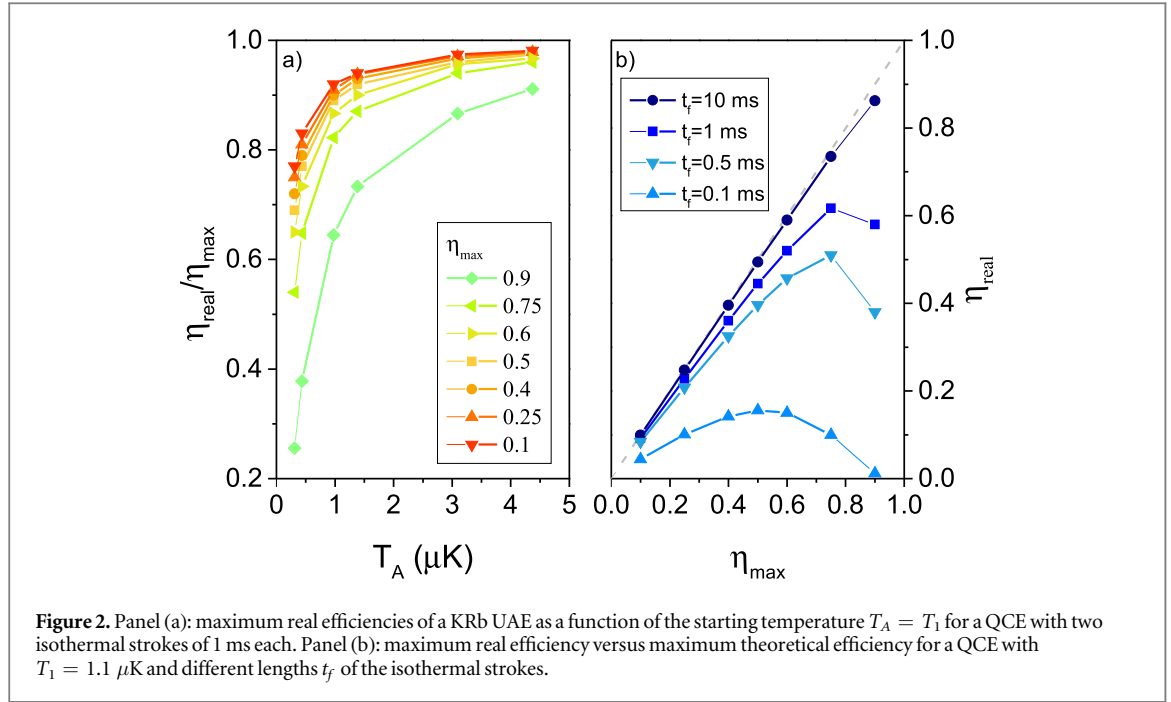 a)
1.0
0.8
0.6
0.4
0.2
η_real/η_max
0 1 2 3 4 5
T_A (μK)
η_max
0.9
0.75
0.6
0.5
0.4
0.25
0.1
b)
t_f=10 ms
t_f=1 ms
t_f=0.5 ms
t_f=0.1 ms
1.0
0.8
0.6
0.4
0.2
0.0
η_real
0.0 0.2 0.4 0.6 0.8 1.0
η_max
Figure 2. Panel (a): maximum real efficiencies of a KRb UAE as a function of the starting temperature T_A = T_1 for a QCE with two
isothermal strokes of 1 ms each. Panel (b): maximum real efficiency versus maximum theoretical efficiency for a QCE with
T_1 = 1.1 μK and different lengths t_f of the isothermal strokes.